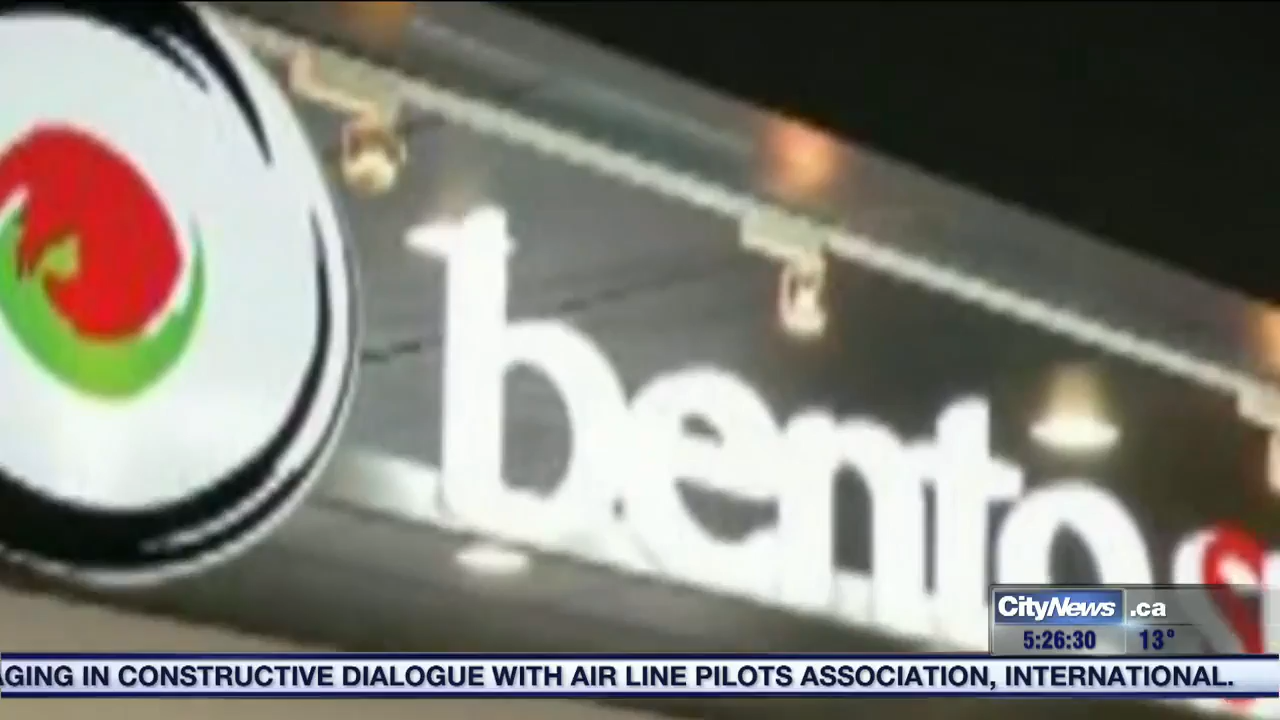 bento
CityNews .ca
5:26:30 13°
AGING IN CONSTRUCTIVE DIALOGUE WITH AIR LINE PILOTS ASSOCIATION, INTERNATIONAL.